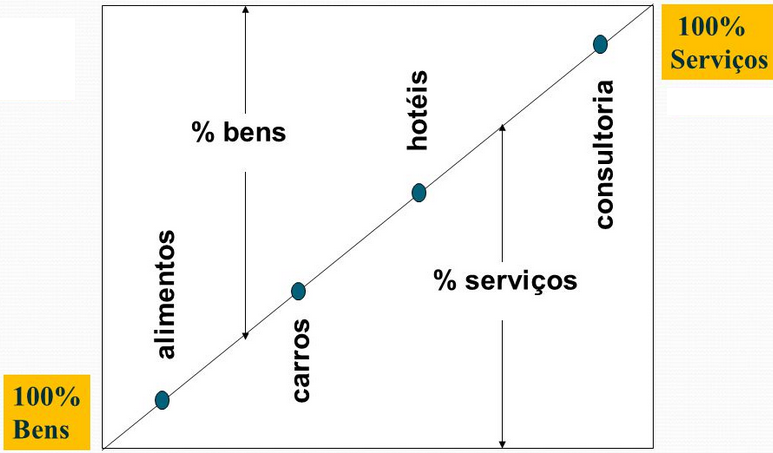 100%
Serviços
% bens
hotéis
consultoria
alimentos
% serviços
carros
100%
Bens